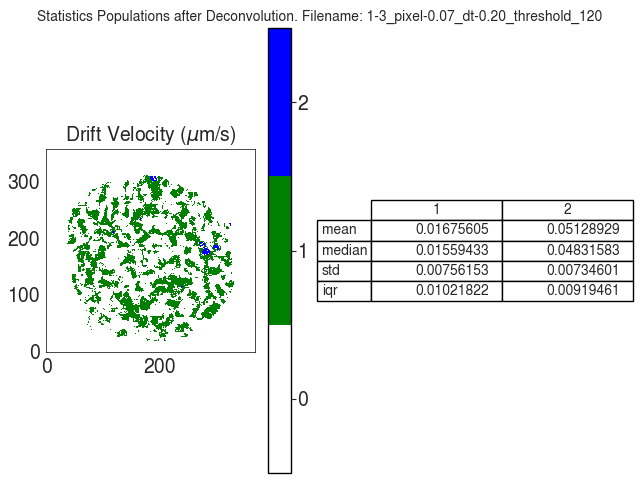 Statistics Populations after Deconvolution. Filename: 1-3_pixel-0.07_dt-0.20_threshold_120
Drift Velocity (μm/s)
300
200
100
0
0 200
2
1
0
1 2
mean 0.01675605 0.05128929
median 0.01559433 0.04831583
std 0.00756153 0.00734601
iqr 0.01021822 0.00919461